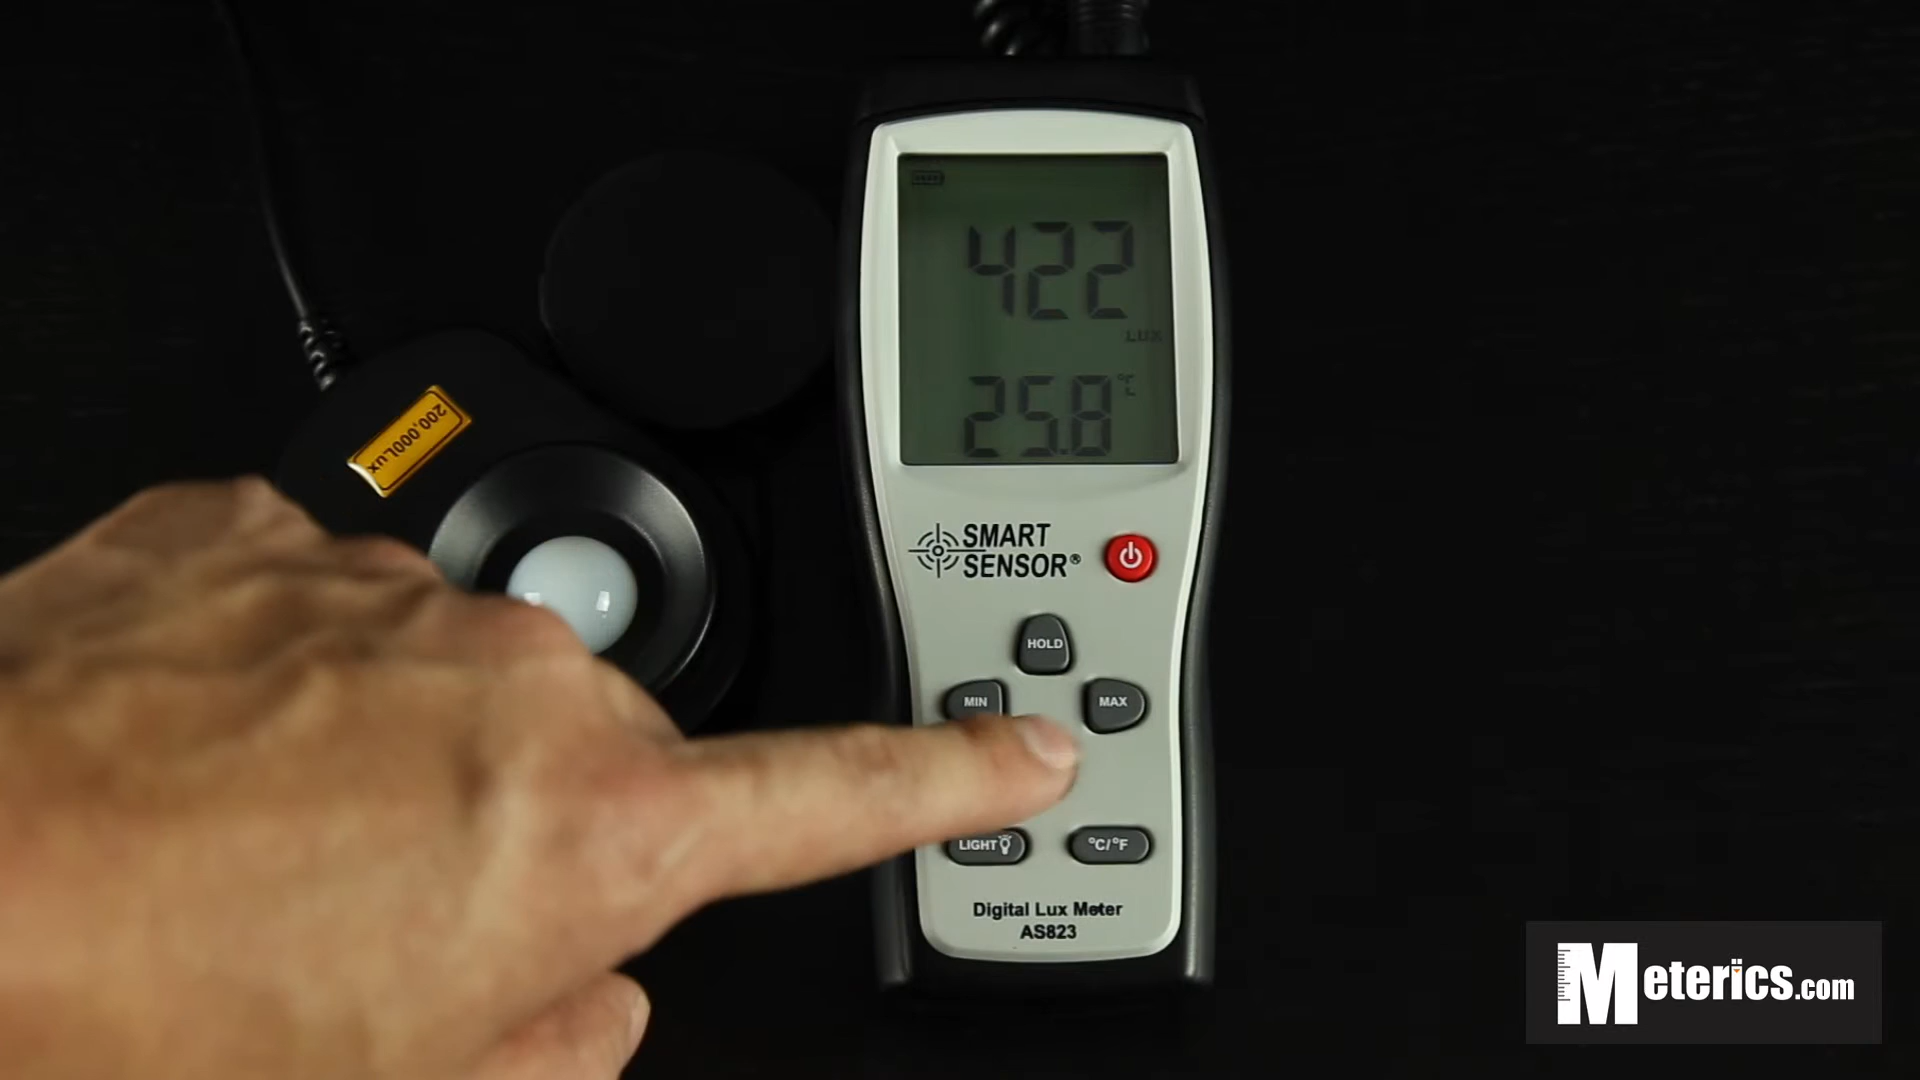 422
LUX
25.8 °C
200,000Lux
SMART
SENSOR®
HOLD
MIN
MAX
LIGHT
°C/°F
Digital Lux Meter
AS823
Meterics.com